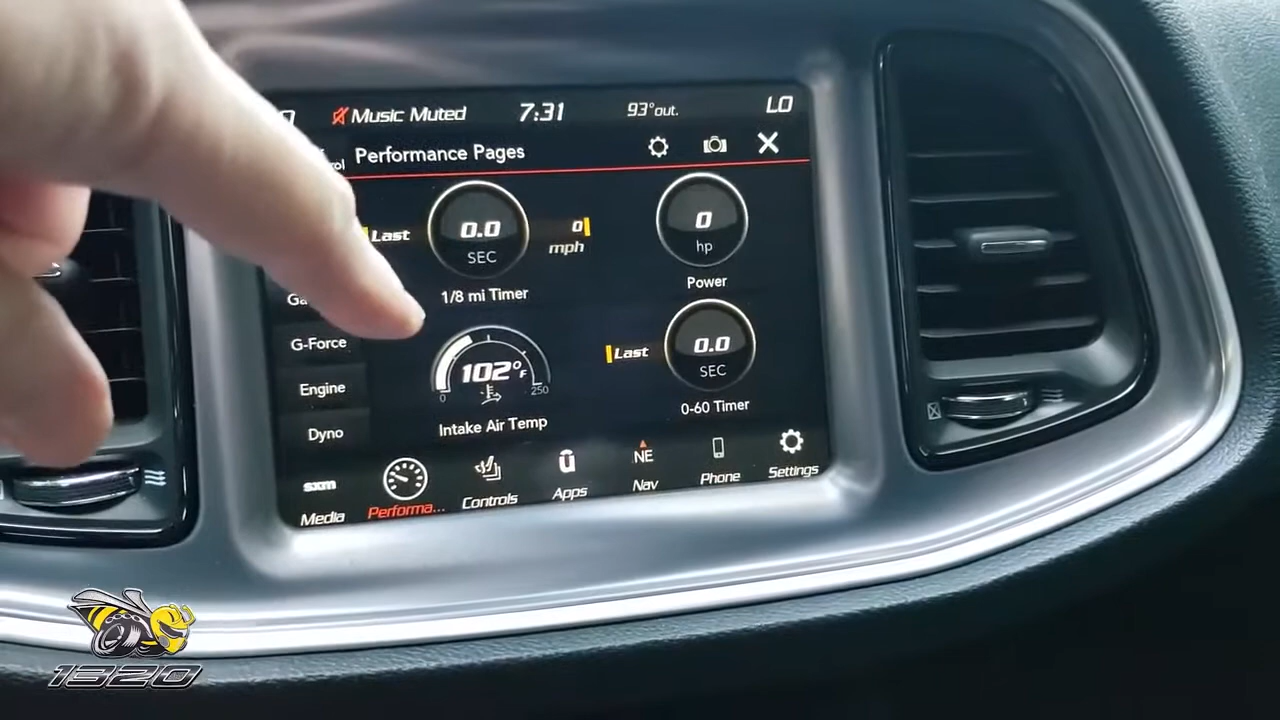 Music Muted 7:31 93°out. LO
Performance Pages
Last 0.0 SEC 0 mph
1/8 mi Timer
0 hp
Power
G-Force
Engine
Dyno
102°F
0 250
Intake Air Temp
Last 0.0 SEC
0-60 Timer
sxm
Media
Performa...
Controls
Apps
NE
Nav
Phone
Settings
1320